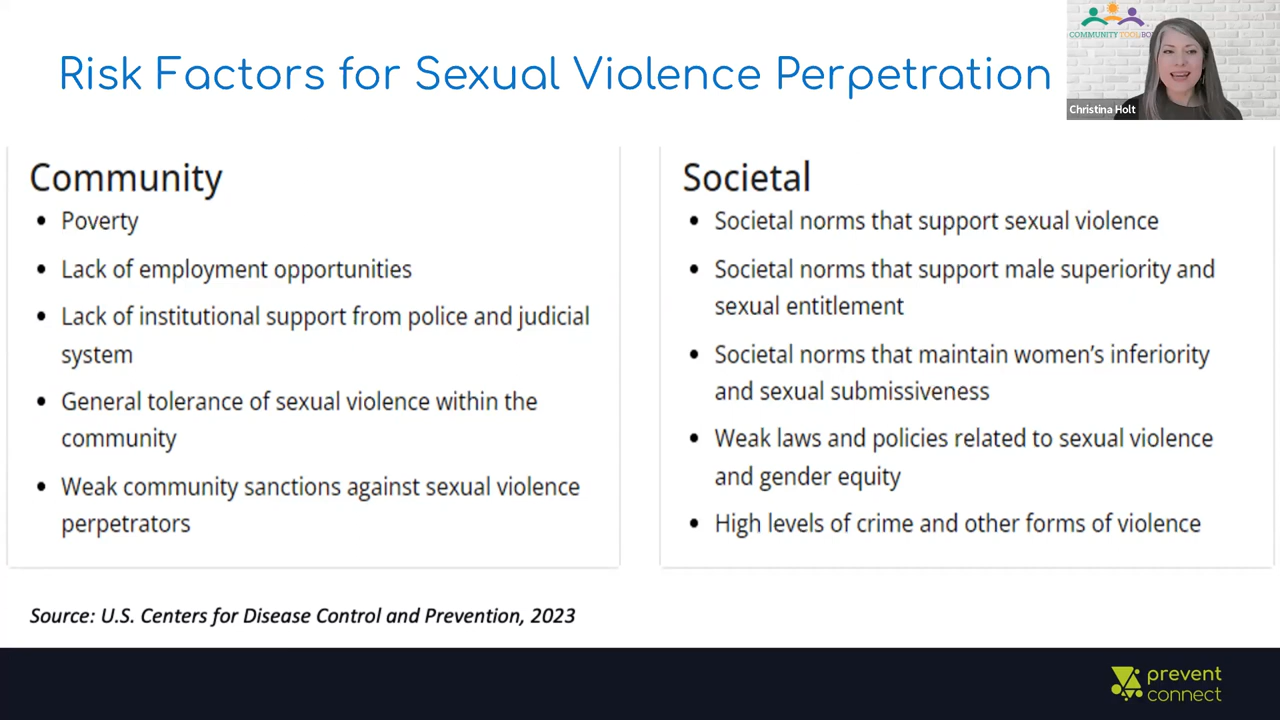 COMMUNITY TOOL BO
Christina Holt
Risk Factors for Sexual Violence Perpetration
Community
• Poverty
• Lack of employment opportunities
• Lack of institutional support from police and judicial
system
• General tolerance of sexual violence within the
community
• Weak community sanctions against sexual violence
perpetrators
Societal
• Societal norms that support sexual violence
• Societal norms that support male superiority and
sexual entitlement
• Societal norms that maintain women's inferiority
and sexual submissiveness
• Weak laws and policies related to sexual violence
and gender equity
• High levels of crime and other forms of violence
Source: U.S. Centers for Disease Control and Prevention, 2023
prevent
connect